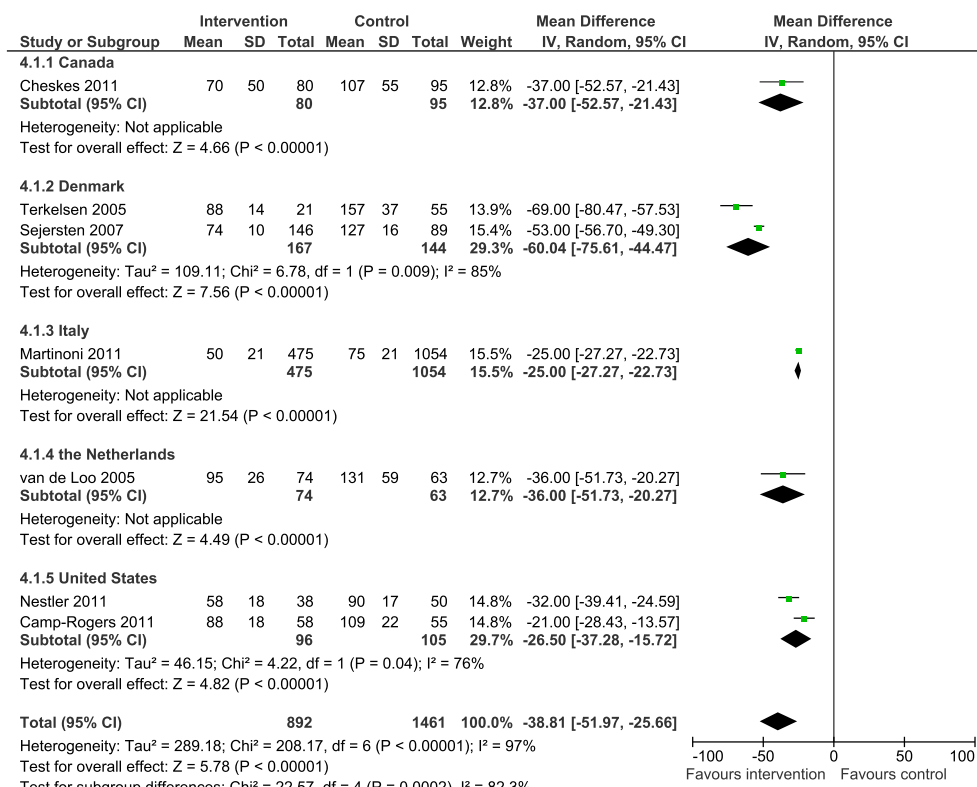 Intervention Control Mean Difference Mean Difference
Study or Subgroup Mean SD Total Mean SD Total Weight IV, Random, 95% CI IV, Random, 95% CI
4.1.1 Canada
Cheskes 2011 70 50 80 107 55 95 12.8% -37.00 [-52.57, -21.43]
Subtotal (95% CI) 80 95 12.8% -37.00 [-52.57, -21.43]
Heterogeneity: Not applicable
Test for overall effect: Z = 4.66 (P < 0.00001)
4.1.2 Denmark
Terkelsen 2005 88 14 21 157 37 55 13.9% -69.00 [-80.47, -57.53]
Sejersten 2007 74 10 146 127 16 89 15.4% -53.00 [-56.70, -49.30]
Subtotal (95% CI) 167 144 29.3% -60.04 [-75.61, -44.47]
Heterogeneity: Tau² = 109.11; Chi² = 6.78, df = 1 (P = 0.009); I² = 85%
Test for overall effect: Z = 7.56 (P < 0.00001)
4.1.3 Italy
Martinoni 2011 50 21 475 75 21 1054 15.5% -25.00 [-27.27, -22.73]
Subtotal (95% CI) 475 1054 15.5% -25.00 [-27.27, -22.73]
Heterogeneity: Not applicable
Test for overall effect: Z = 21.54 (P < 0.00001)
4.1.4 the Netherlands
van de Loo 2005 95 26 74 131 59 63 12.7% -36.00 [-51.73, -20.27]
Subtotal (95% CI) 74 63 12.7% -36.00 [-51.73, -20.27]
Heterogeneity: Not applicable
Test for overall effect: Z = 4.49 (P < 0.00001)
4.1.5 United States
Nestler 2011 58 18 38 90 17 50 14.8% -32.00 [-39.41, -24.59]
Camp-Rogers 2011 88 18 58 109 22 55 14.8% -21.00 [-28.43, -13.57]
Subtotal (95% CI) 96 105 29.7% -26.50 [-37.28, -15.72]
Heterogeneity: Tau² = 46.15; Chi² = 4.22, df = 1 (P = 0.04); I² = 76%
Test for overall effect: Z = 4.82 (P < 0.00001)
Total (95% CI) 892 1461 100.0% -38.81 [-51.97, -25.66]
Heterogeneity: Tau² = 289.18; Chi² = 208.17, df = 6 (P < 0.00001); I² = 97%
Test for overall effect: Z = 5.78 (P < 0.00001)
Test for subgroup differences: Chi² = 22.57, df = 4 (P = 0.0002), I² = 82.3%
-100 -50 0 50 100
Favours intervention Favours control